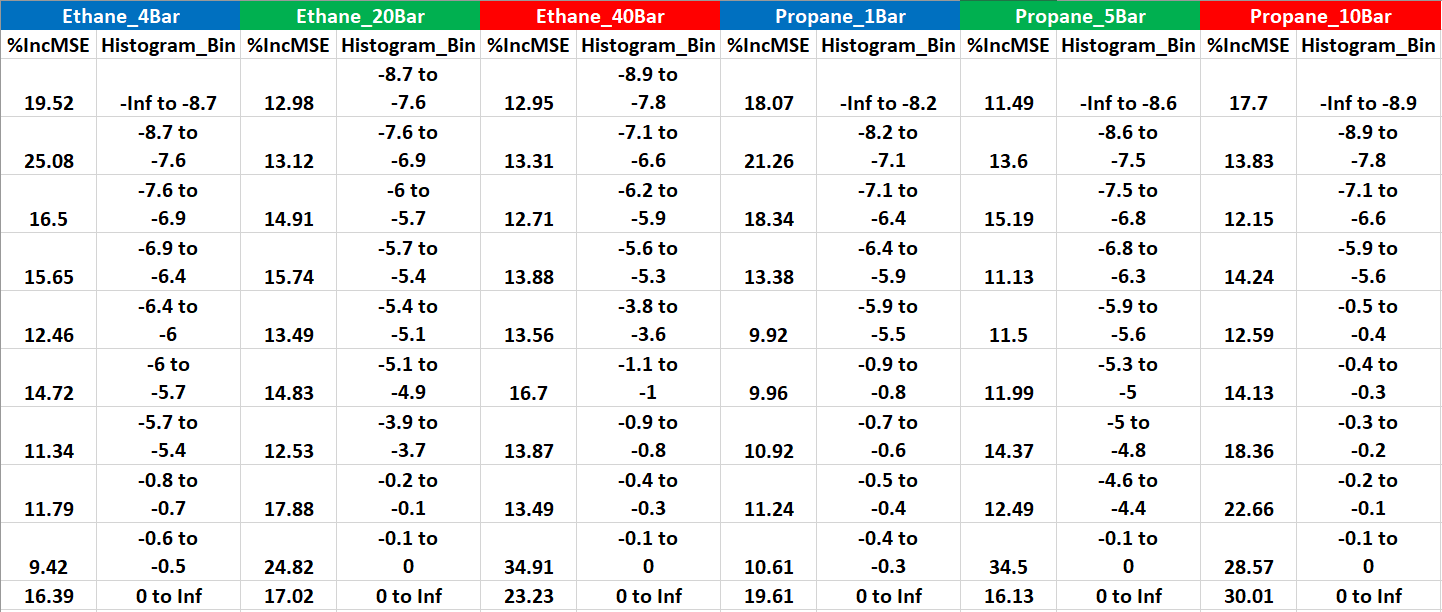 Ethane_4Bar Ethane_20Bar Ethane_40Bar Propane_1Bar Propane_5Bar Propane_10Bar
%IncMSE Histogram_Bin %IncMSE Histogram_Bin %IncMSE Histogram_Bin %IncMSE Histogram_Bin %IncMSE Histogram_Bin %IncMSE Histogram_Bin
-8.7 to -8.9 to
19.52 -Inf to -8.7 12.98 -7.6 12.95 -7.8 18.07 -Inf to -8.2 11.49 -Inf to -8.6 17.7 -Inf to -8.9
-8.7 to -7.6 to -7.1 to -8.2 to -8.6 to -8.9 to
25.08 -7.6 13.12 -6.9 13.31 -6.6 21.26 -7.1 13.6 -7.5 13.83 -7.8
-7.6 to -6 to -6.2 to -7.1 to -7.5 to -7.1 to
16.5 -6.9 14.91 -5.7 12.71 -5.9 18.34 -6.4 15.19 -6.8 12.15 -6.6
-6.9 to -5.7 to -5.6 to -6.4 to -6.8 to -5.9 to
15.65 -6.4 15.74 -5.4 13.88 -5.3 13.38 -5.9 11.13 -6.3 14.24 -5.6
-6.4 to -5.4 to -3.8 to -5.9 to -5.9 to -0.5 to
12.46 -6 13.49 -5.1 13.56 -3.6 9.92 -5.5 11.5 -5.6 12.59 -0.4
-6 to -5.1 to -1.1 to -0.9 to -5.3 to -0.4 to
14.72 -5.7 14.83 -4.9 16.7 -1 9.96 -0.8 11.99 -5 14.13 -0.3
-5.7 to -3.9 to -0.9 to -0.7 to -5 to -0.3 to
11.34 -5.4 12.53 -3.7 13.87 -0.8 10.92 -0.6 14.37 -4.8 18.36 -0.2
-0.8 to -0.2 to -0.4 to -0.5 to -4.6 to -0.2 to
11.79 -0.7 17.88 -0.1 13.49 -0.3 11.24 -0.4 12.49 -4.4 22.66 -0.1
-0.6 to -0.1 to -0.1 to -0.4 to -0.1 to -0.1 to
9.42 -0.5 24.82 0 34.91 0 10.61 -0.3 34.5 0 28.57 0
16.39 0 to Inf 17.02 0 to Inf 23.23 0 to Inf 19.61 0 to Inf 16.13 0 to Inf 30.01 0 to Inf